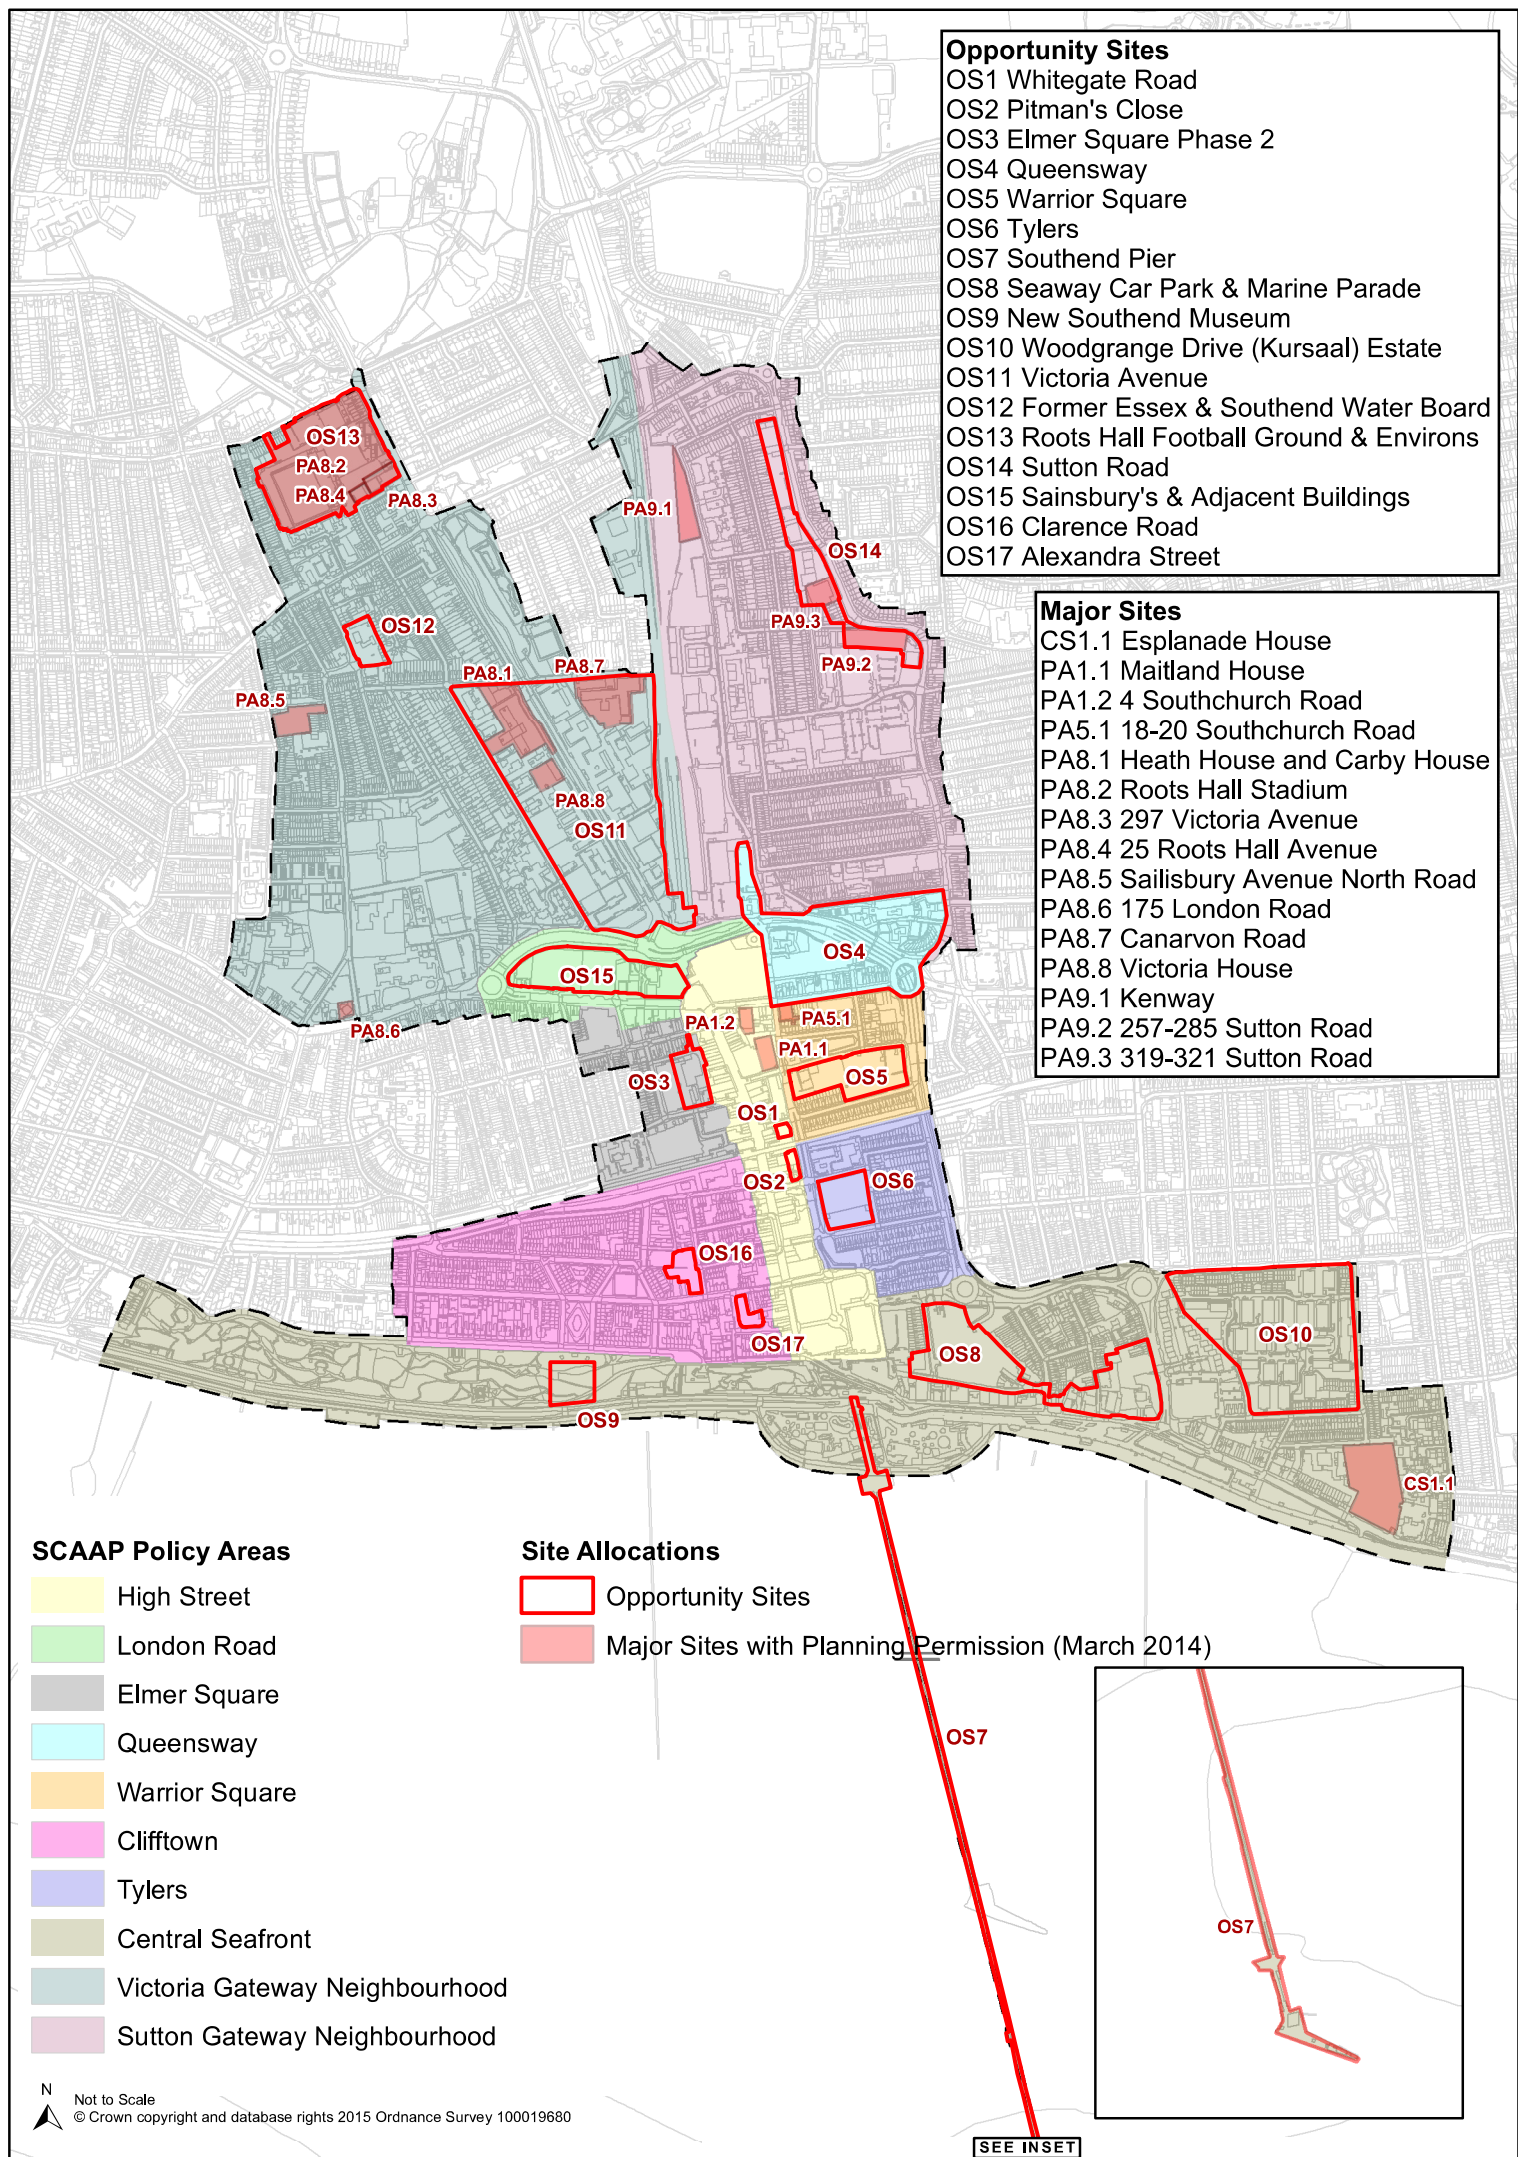 Opportunity Sites
OS1 Whitegate Road
OS2 Pitman's Close
OS3 Elmer Square Phase 2
OS4 Queensway
OS5 Warrior Square
OS6 Tylers
OS7 Southend Pier
OS8 Seaway Car Park & Marine Parade
OS9 New Southend Museum
OS10 Woodgrange Drive (Kursaal) Estate
OS11 Victoria Avenue
OS12 Former Essex & Southend Water Board
OS13 Roots Hall Football Ground & Environs
OS14 Sutton Road
OS15 Sainsbury's & Adjacent Buildings
OS16 Clarence Road
OS17 Alexandra Street
Major Sites
CS1.1 Esplanade House
PA1.1 Maitland House
PA1.2 4 Southchurch Road
PA5.1 18-20 Southchurch Road
PA8.1 Heath House and Carby House
PA8.2 Roots Hall Stadium
PA8.3 297 Victoria Avenue
PA8.4 25 Roots Hall Avenue
PA8.5 Sailisbury Avenue North Road
PA8.6 175 London Road
PA8.7 Canarvon Road
PA8.8 Victoria House
PA9.1 Kenway
PA9.2 257-285 Sutton Road
PA9.3 319-321 Sutton Road
OS13
PA8.2
PA8.4
PA8.3
PA9.1
OS14
OS12
PA9.3
PA9.2
PA8.1
PA8.7
PA8.5
PA8.8
OS11
OS4
OS15
PA8.6
PA1.2
PA5.1
PA1.1
OS3
OS5
OS1
OS2
OS6
OS16
OS17
OS8
OS10
OS9
CS1.1
SCAAP Policy Areas
High Street
London Road
Elmer Square
Queensway
Warrior Square
Clifftown
Tylers
Central Seafront
Victoria Gateway Neighbourhood
Sutton Gateway Neighbourhood
Site Allocations
Opportunity Sites
Major Sites with Planning Permission (March 2014)
OS7
OS7
N
Not to Scale
© Crown copyright and database rights 2015 Ordnance Survey 100019680
SEE INSET